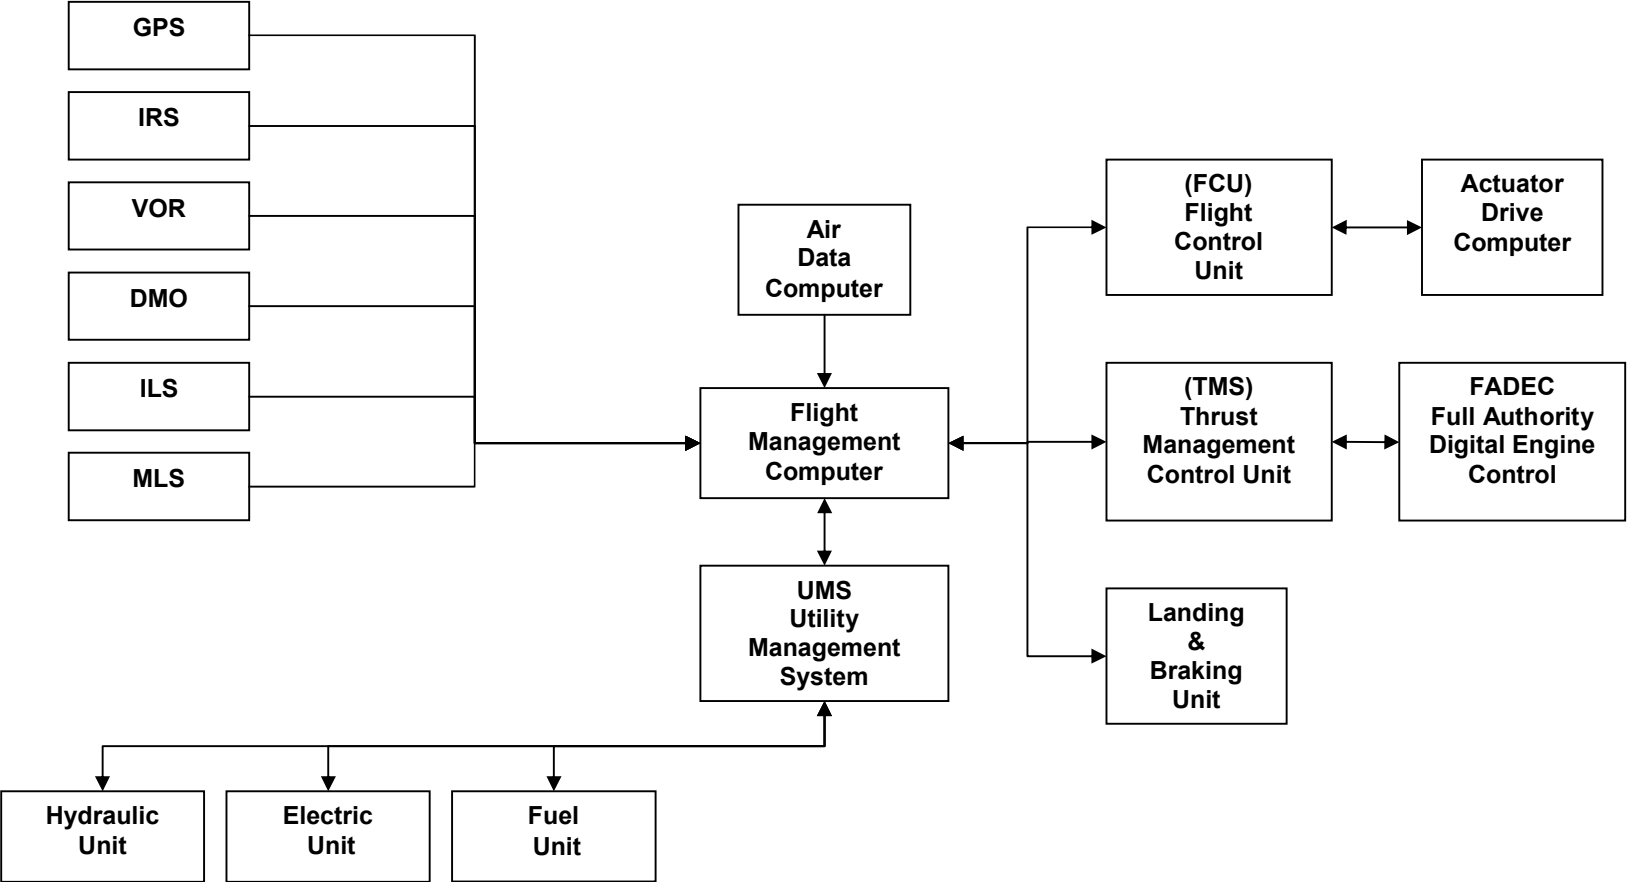 GPS
IRS
VOR
DMO
ILS
MLS
Air
Data
Computer
Flight
Management
Computer
UMS
Utility
Management
System
(FCU)
Flight
Control
Unit
Actuator
Drive
Computer
(TMS)
Thrust
Management
Control Unit
FADEC
Full Authority
Digital Engine
Control
Landing
&
Braking
Unit
Hydraulic
Unit
Electric
Unit
Fuel
Unit